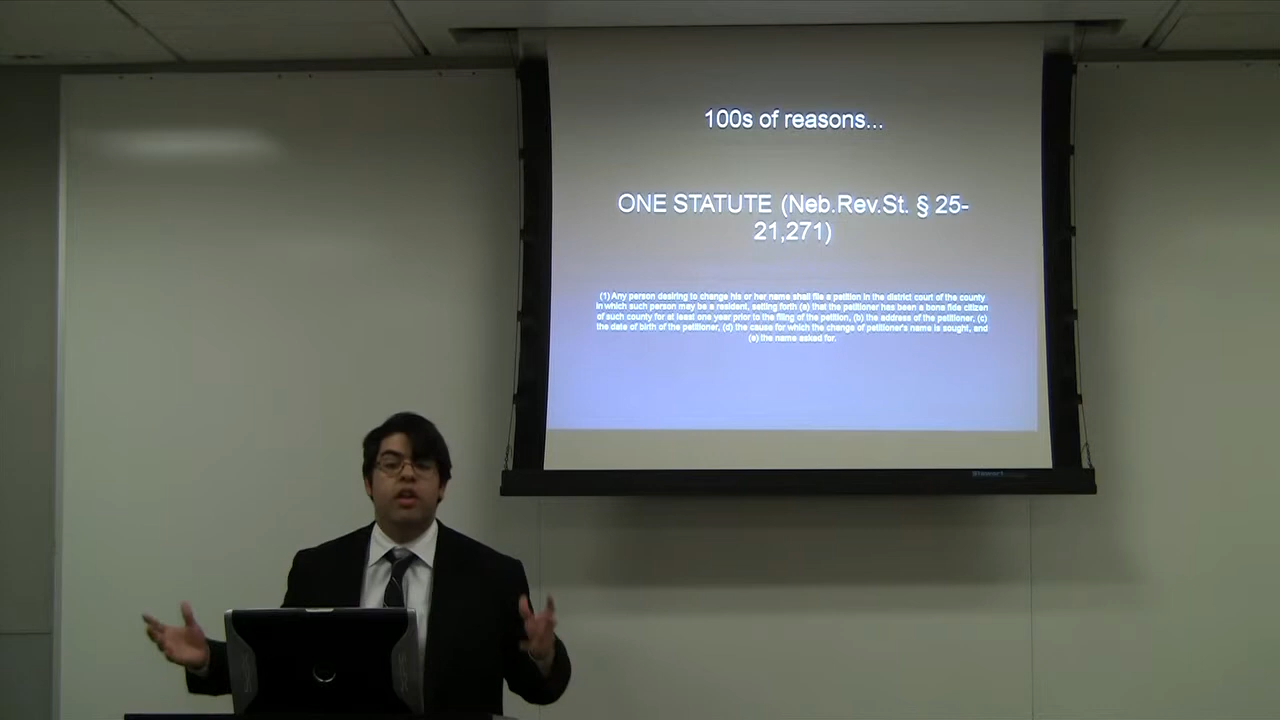 100s of reasons...
ONE STATUTE (Neb.Rev.St. § 25-
21,271)
(1) Any person desiring to change his or her name shall file a petition in the district court of the county
in which such person may be a resident, setting forth (a) that the petitioner has been a bona fide citizen
of such county for at least one year prior to the filing of the petition, (b) the address of the petitioner, (c)
the date of birth of the petitioner, (d) the cause for which the change of petitioner's name is sought, and
(e) the name asked for.
Stewart